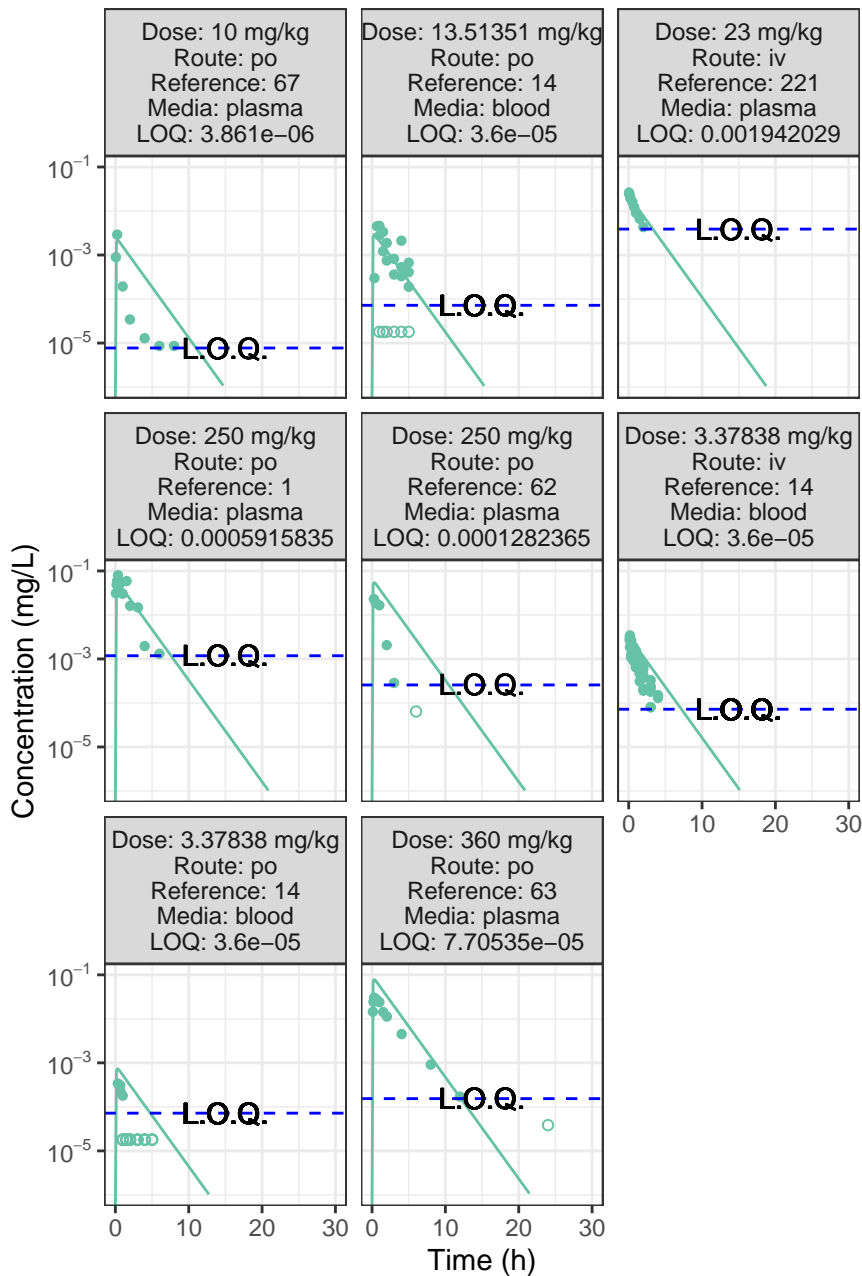 Dose: 10 mg/kg
Route: po
Reference: 67
Media: plasma
LOQ: 3.861e−06
Dose: 13.51351 mg/kg
Route: po
Reference: 14
Media: blood
LOQ: 3.6e−05
Dose: 23 mg/kg
Route: iv
Reference: 221
Media: plasma
LOQ: 0.001942029
10−1
10−3
10−5
L.O.Q.
L.O.Q.
L.O.Q.
Dose: 250 mg/kg
Route: po
Reference: 1
Media: plasma
LOQ: 0.0005915835
Dose: 250 mg/kg
Route: po
Reference: 62
Media: plasma
LOQ: 0.0001282365
Dose: 3.37838 mg/kg
Route: iv
Reference: 14
Media: blood
LOQ: 3.6e−05
Concentration (mg/L)
10−1
10−3
10−5
L.O.Q.
L.O.Q.
L.O.Q.
0 10 20 30
Dose: 3.37838 mg/kg
Route: po
Reference: 14
Media: blood
LOQ: 3.6e−05
Dose: 360 mg/kg
Route: po
Reference: 63
Media: plasma
LOQ: 7.70535e−05
10−1
10−3
10−5
L.O.Q.
L.O.Q.
0 10 20 30
0 10 20 30
Time (h)